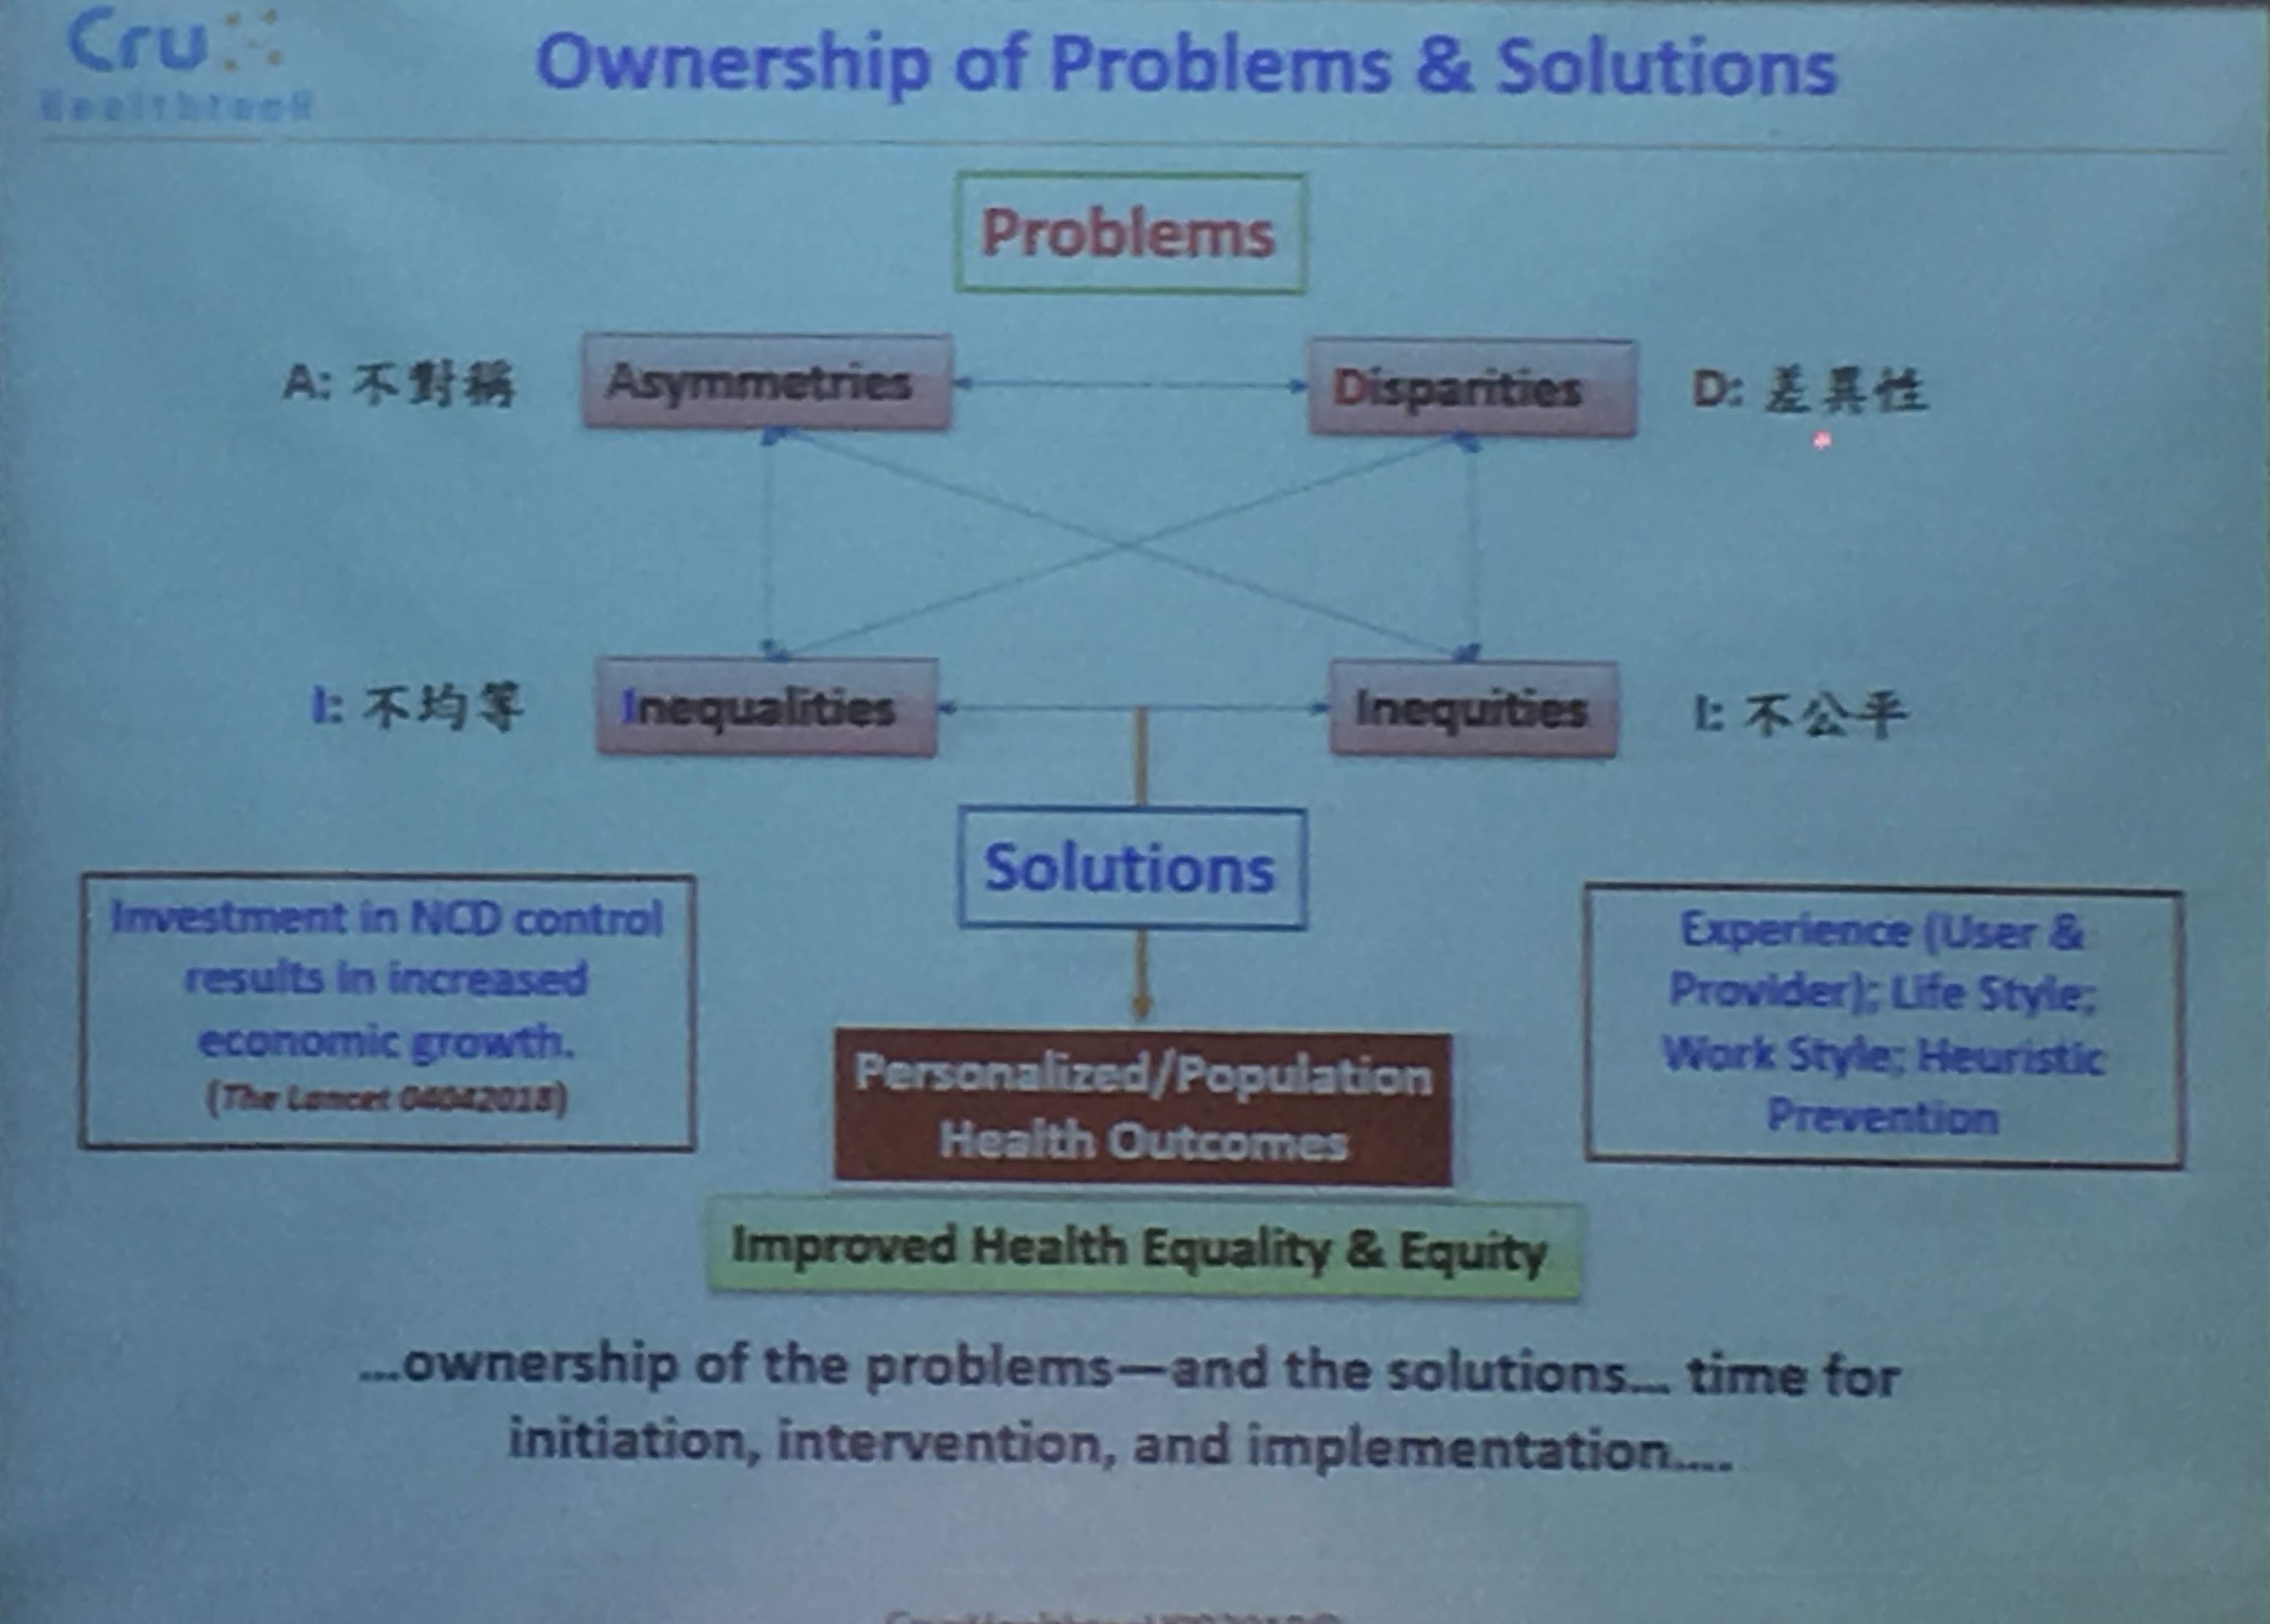 Cru
Ownership of Problems & Solutions
Problems
A: 不對稱
Asymmetries
Disparities
D: 差異性
I: 不均等
Inequalities
Inequities
I: 不公平
Solutions
Investment in NCD control
results in increased
economic growth.
(The Lancet 04042018)
Experience (User &
Provider); Life Style;
Work Style; Heuristic
Prevention
Personalized/Population
Health Outcomes
Improved Health Equality & Equity
...ownership of the problems—and the solutions... time for
initiation, intervention, and implementation....